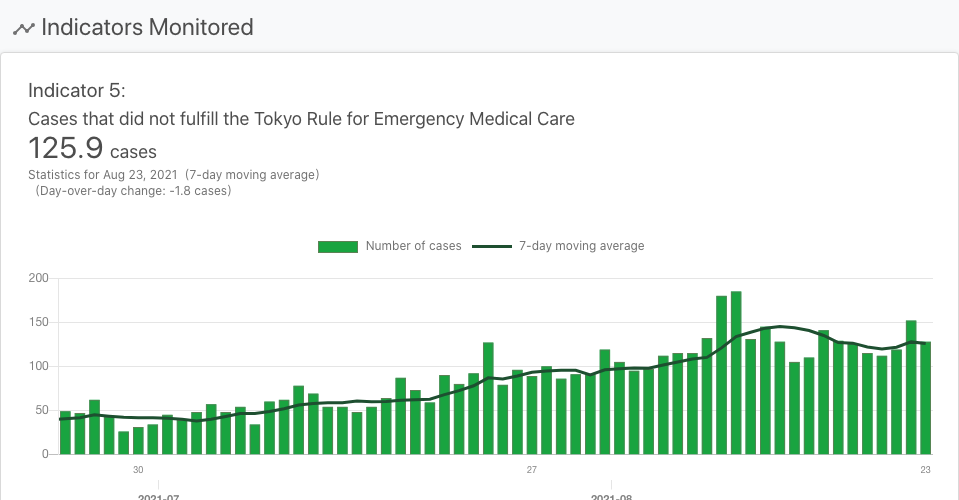 Indicators Monitored
Indicator 5:
Cases that did not fulfill the Tokyo Rule for Emergency Medical Care
125.9 cases
Statistics for Aug 23, 2021 (7-day moving average)
(Day-over-day change: -1.8 cases)
Number of cases 7-day moving average
200
150
100
50
0
30 27 23
2021-07 2021-08